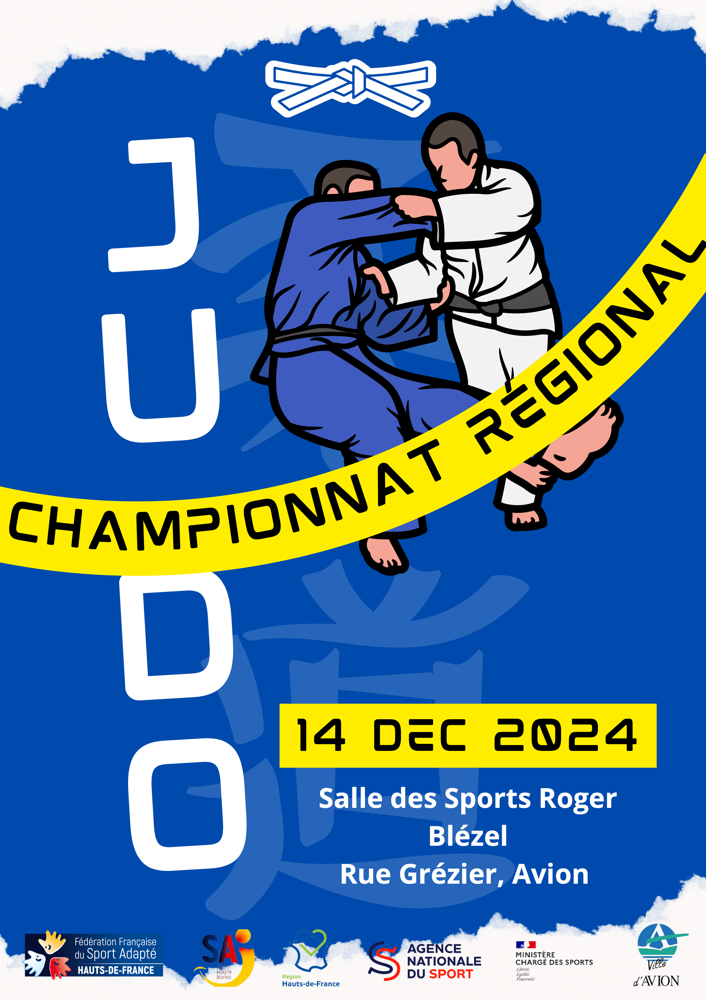 JUDO
CHAMPIONNAT RÉGIONAL
14 DEC 2024
Salle des Sports Roger
Blézel
Rue Grézier, Avion
Fédération Française
du Sport Adapté
HAUTS-DE-FRANCE
SAJ
Sport
Adapté
Jeunes
Région
Hauts-de-France
AGENCE
NATIONALE
DU SPORT
MINISTÈRE
CHARGÉ DES SPORTS
Liberté
Égalité
Fraternité
Ville
d'AVION